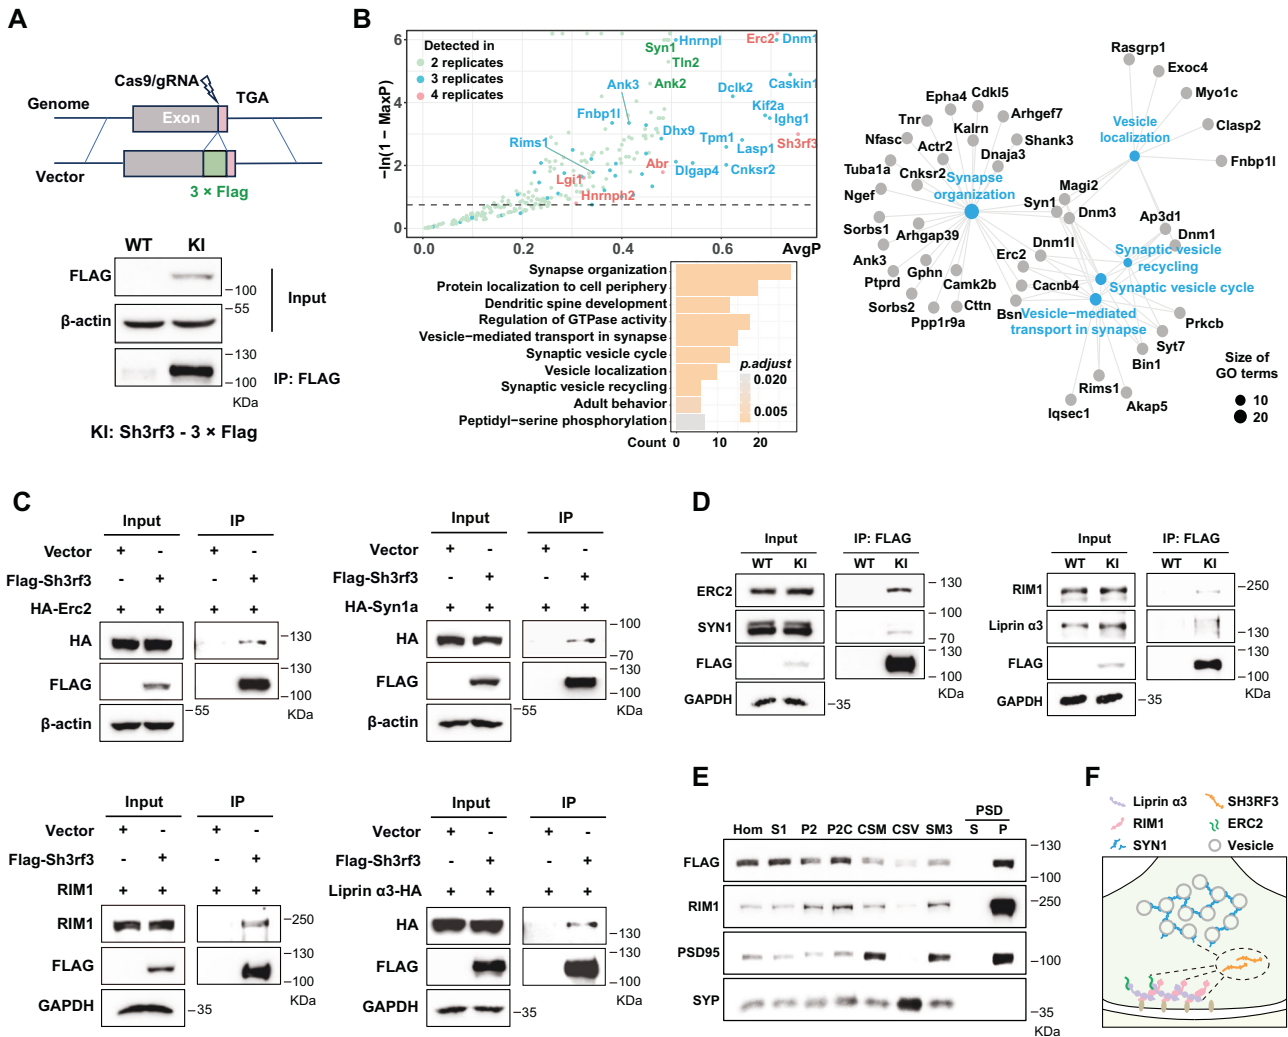 A
Cas9/gRNA
TGA
Genome
Exon
Vector
3 × Flag
WT KI
FLAG
−100
−55
β-actin
Input
−130
−100
IP: FLAG
KDa
KI: Sh3rf3 - 3 × Flag
B
−ln(1 − MaxP)
6
4
2
0
Detected in
2 replicates
3 replicates
4 replicates
Syn1
Hnrnpl
Erc2
Dnm1
Tln2
Ank3
Ank2
Dclk2
Caskin1
Fnbp1l
Kif2a
Ighg1
Dhx9
Tpm1
Sh3rf3
Rims1
Lasp1
Abr
Dlgap4
Cnksr2
Lgi1
Hnrnph2
0.0 0.2 0.4 0.6 AvgP
Synapse organization
Protein localization to cell periphery
Dendritic spine development
Regulation of GTPase activity
Vesicle−mediated transport in synapse
Synaptic vesicle cycle
Vesicle localization
Synaptic vesicle recycling
Adult behavior
Peptidyl−serine phosphorylation
p.adjust
0.020
0.005
Count 0 10 20
Rasgrp1
Exoc4
Myo1c
Vesicle
localization
Clasp2
Fnbp1l
Epha4
Cdkl5
Tnr
Arhgef7
Kalrn
Nfasc
Actr2
Shank3
Dnaja3
Tuba1a
Cnksr2
Synapse
organization
Ngef
Magi2
Syn1
Dnm3
Ap3d1
Sorbs1
Arhgap39
Dnm1l
Dnm1
Ank3
Erc2
Synaptic vesicle
recycling
Gphn
Ptprd
Camk2b
Cacnb4
Synaptic vesicle cycle
Sorbs2
Cttn
Bsn
Vesicle−mediated
transport in synapse
Ppp1r9a
Prkcb
Syt7
Bin1
Rims1
Iqsec1
Akap5
Size of
GO terms
10
20
C
Input IP
Vector + - + -
Flag-Sh3rf3 - + - +
HA-Erc2 + + + +
HA
−130
FLAG
−130
−100
KDa
β-actin
−55
Input IP
Vector + - + -
Flag-Sh3rf3 - + - +
HA-Syn1a + + + +
HA
−100
−70
FLAG
−130
−100
KDa
β-actin
−55
Input IP
Vector + - + -
Flag-Sh3rf3 - + - +
RIM1 + + + +
RIM1
−250
FLAG
−130
−100
KDa
GAPDH
−35
Input IP
Vector + - + -
Flag-Sh3rf3 - + - +
Liprin α3-HA + + + +
HA
−130
FLAG
−130
−100
KDa
GAPDH
−35
D
Input IP: FLAG
WT KI WT KI
ERC2
−130
SYN1
−100
−70
FLAG
−130
−100
KDa
GAPDH
−35
Input IP: FLAG
WT KI WT KI
RIM1
−250
Liprin α3
−130
FLAG
−130
−100
KDa
GAPDH
−35
E
PSD
Hom S1 P2 P2C CSM CSV SM3 S P
FLAG
−130
−100
RIM1
−250
PSD95
−100
SYP
−35
KDa
F
Liprin α3
SH3RF3
RIM1
ERC2
SYN1
Vesicle